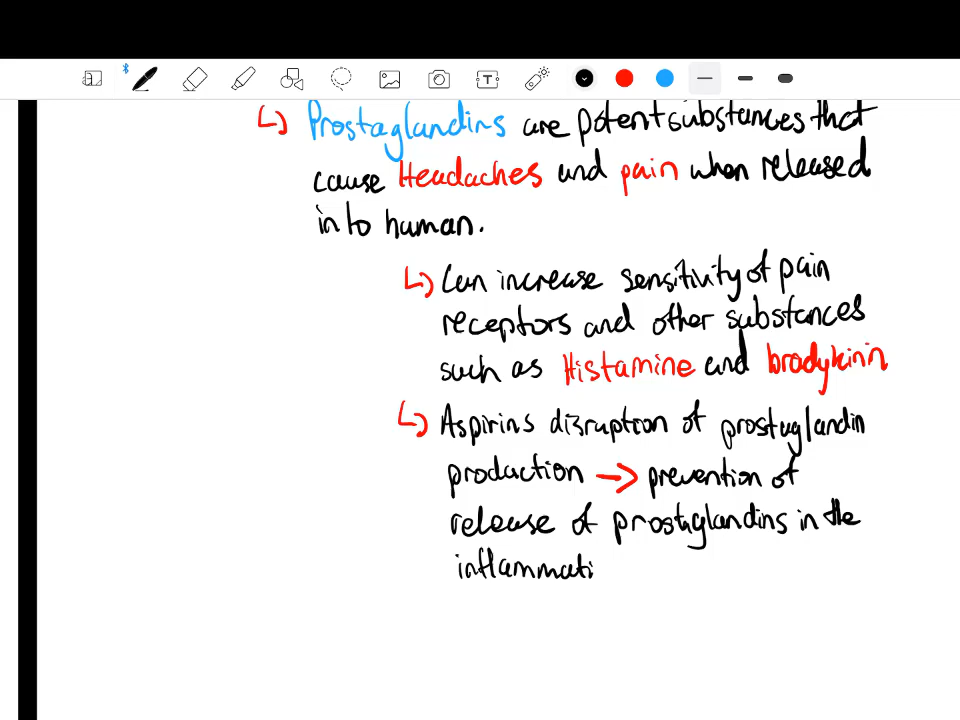 ↳ Prostaglandins are potent substances that
cause Headaches and pain when released
into human.
↳ Can increase sensitivity of pain
receptors and other substances
such as Histamine and bradykinin
↳ Aspirins disruption of prostaglandin
production → prevention of
release of prostaglandins in the
inflammati